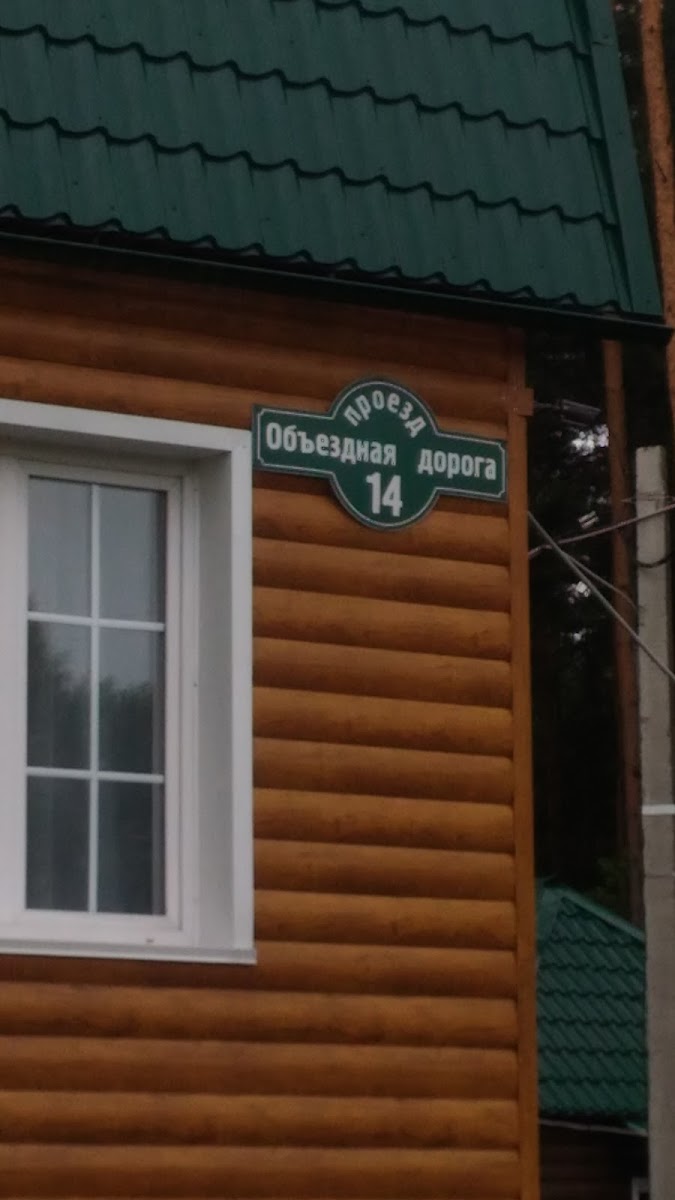 проезд
Объездная дорога
14